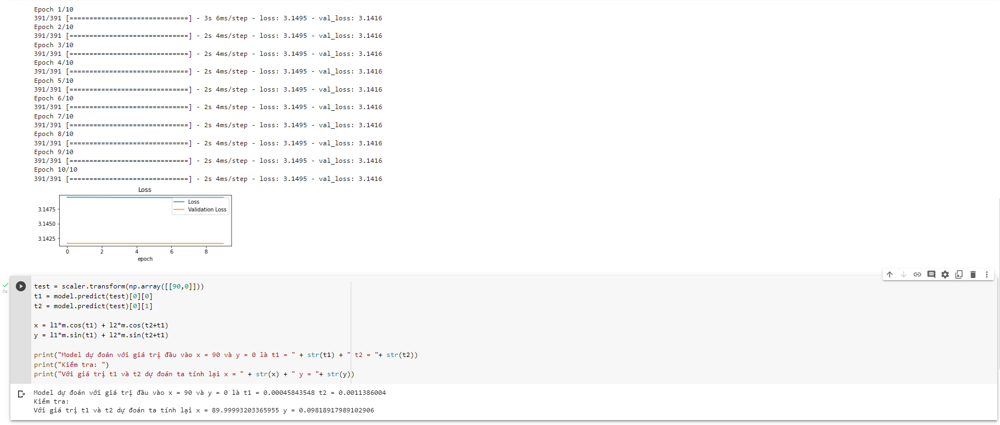 Epoch 1/10
391/391 [==============================] - 3s 6ms/step - loss: 3.1495 - val_loss: 3.1416
Epoch 2/10
391/391 [==============================] - 2s 4ms/step - loss: 3.1495 - val_loss: 3.1416
Epoch 3/10
391/391 [==============================] - 2s 4ms/step - loss: 3.1495 - val_loss: 3.1416
Epoch 4/10
391/391 [==============================] - 2s 4ms/step - loss: 3.1495 - val_loss: 3.1416
Epoch 5/10
391/391 [==============================] - 2s 4ms/step - loss: 3.1495 - val_loss: 3.1416
Epoch 6/10
391/391 [==============================] - 2s 4ms/step - loss: 3.1495 - val_loss: 3.1416
Epoch 7/10
391/391 [==============================] - 2s 4ms/step - loss: 3.1495 - val_loss: 3.1416
Epoch 8/10
391/391 [==============================] - 2s 4ms/step - loss: 3.1495 - val_loss: 3.1416
Epoch 9/10
391/391 [==============================] - 2s 4ms/step - loss: 3.1495 - val_loss: 3.1416
Epoch 10/10
391/391 [==============================] - 2s 4ms/step - loss: 3.1495 - val_loss: 3.1416
Loss
Loss
Validation Loss
3.1475
3.1450
3.1425
0 2 4 6 8
epoch
0s
test = scaler.transform(np.array([[90,0]]))
t1 = model.predict(test)[0][0]
t2 = model.predict(test)[0][1]
x = l1*m.cos(t1) + l2*m.cos(t2+t1)
y = l1*m.sin(t1) + l2*m.sin(t2+t1)
print("Model dự đoán với giá trị đầu vào x = 90 và y = 0 là t1 = " + str(t1) + " t2 = "+ str(t2))
print("Kiểm tra: ")
print("Với giá trị t1 và t2 dự đoán ta tính lại x = " + str(x) + " y = "+ str(y))
Model dự đoán với giá trị đầu vào x = 90 và y = 0 là t1 = 0.00045843548 t2 = 0.0011386004
Kiểm tra:
Với giá trị t1 và t2 dự đoán ta tính lại x = 89.99993203365955 y = 0.09818917989102906